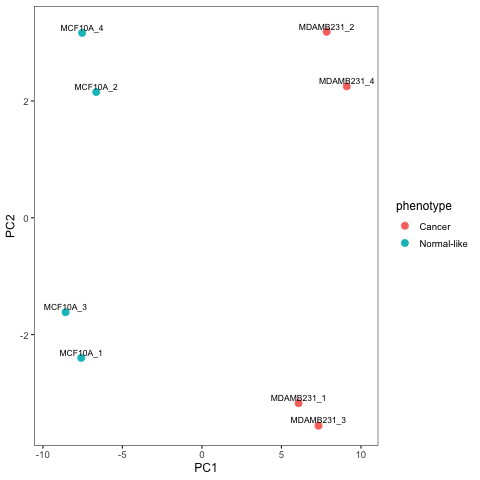 MCF10A_4
MDAMB231_2
MDAMB231_4
MCF10A_2
2
phenotype
Cancer
Normal-like
0
PC2
MCF10A_3
-2
MCF10A_1
MDAMB231_1
MDAMB231_3
-10
-5
0
5
10
PC1